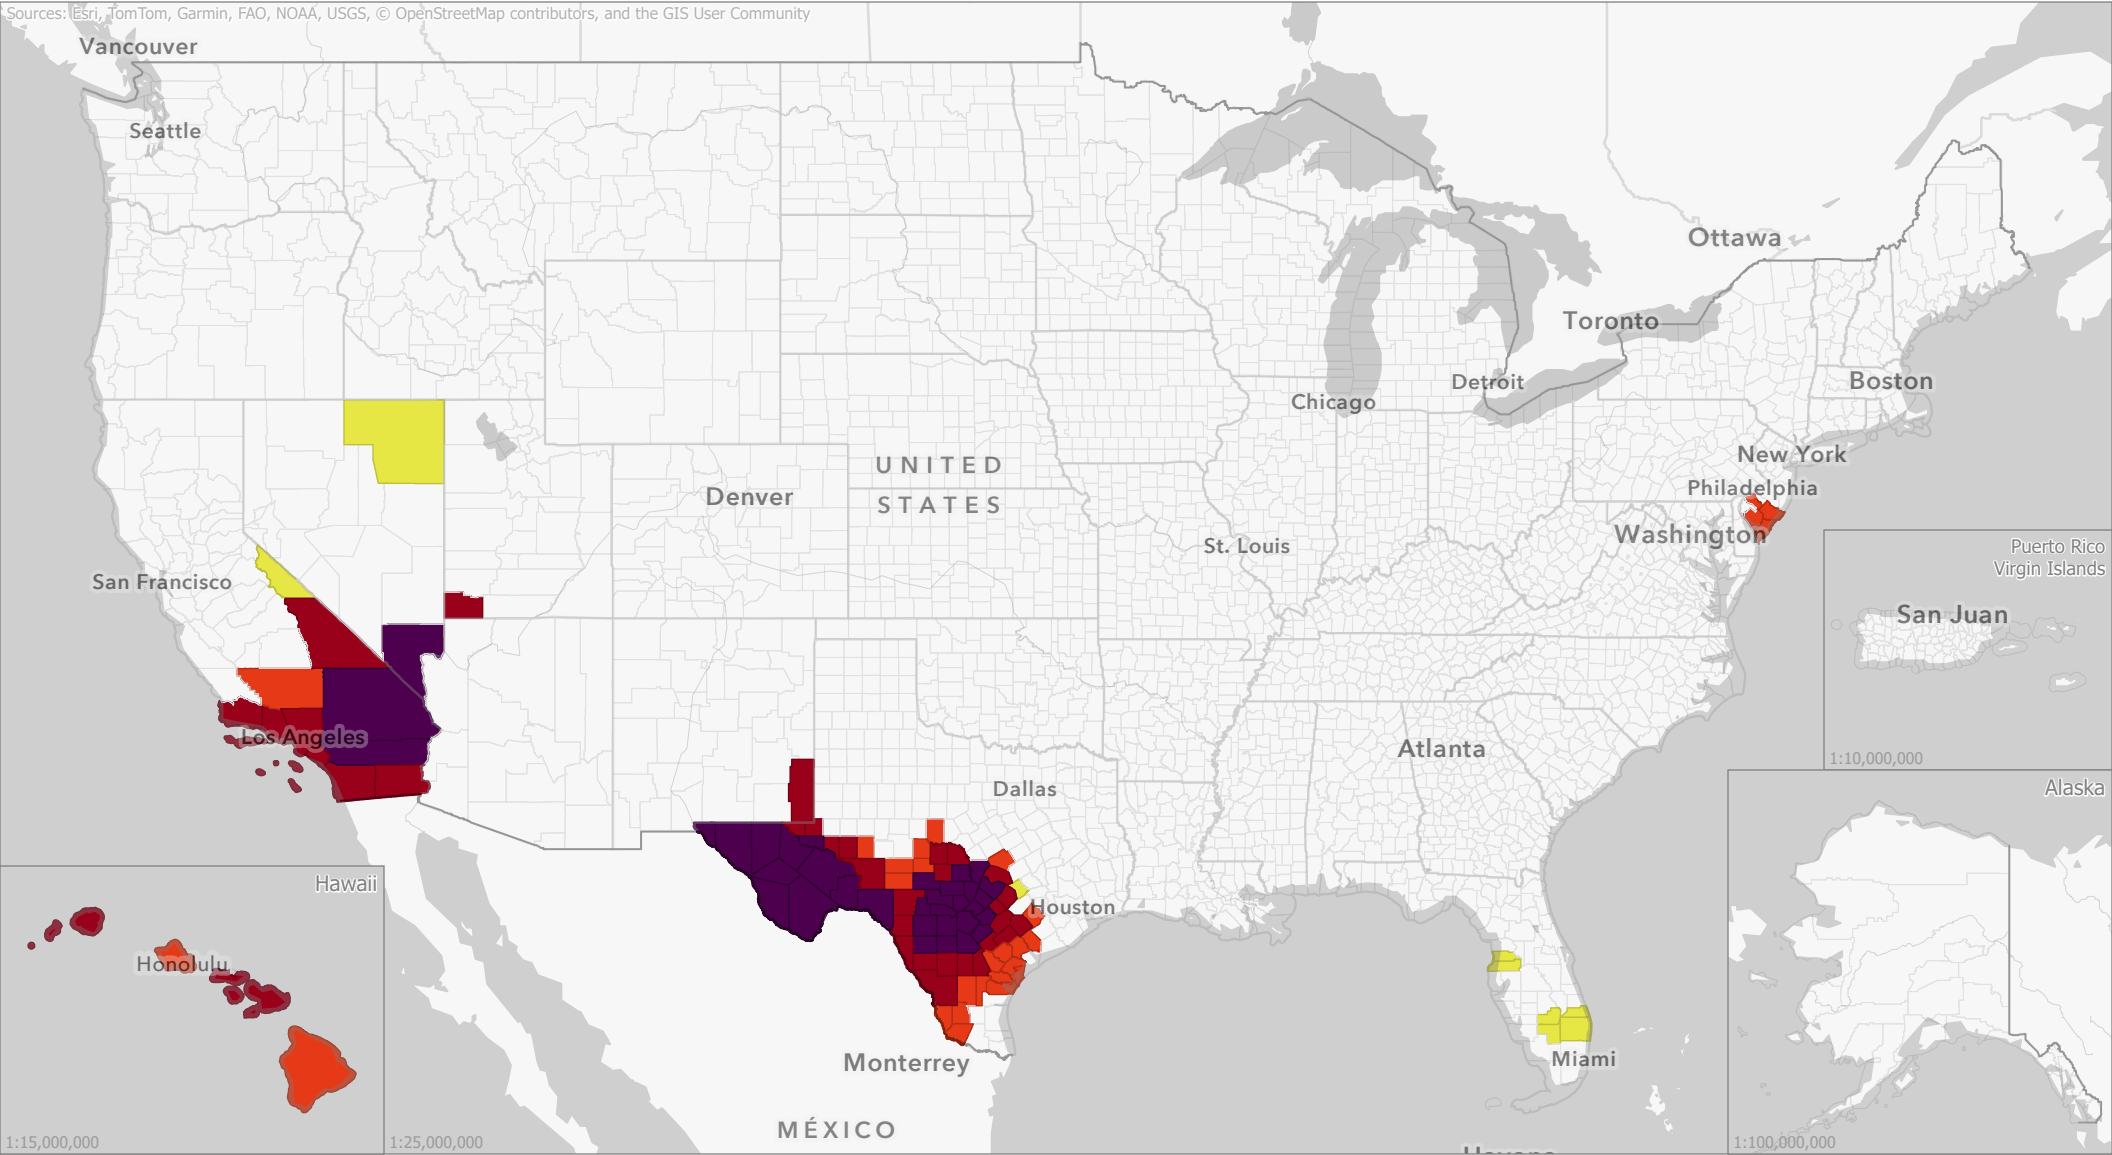 Sources: Esri, TomTom, Garmin, FAO, NOAA, USGS, © OpenStreetMap contributors, and the GIS User Community
Vancouver
Seattle
Ottawa
Toronto
Detroit
Boston
Chicago
New York
UNITED
STATES
Denver
Philadelphia
Washington
St. Louis
San Francisco
Puerto Rico
Virgin Islands
San Juan
1:10,000,000
Los Angeles
Atlanta
Dallas
Alaska
Hawaii
Houston
Honolulu
Monterrey
Miami
MÉXICO
1:15,000,000
1:25,000,000
1:100,000,000